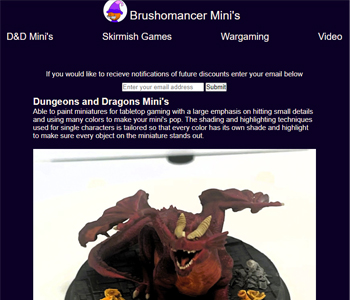 Brushomancer Mini's
D&D Mini's Skirmish Games Wargaming Video
If you would like to recieve notifications of future discounts enter your email below
Enter your email address Submit
Dungeons and Dragons Mini's
Able to paint miniatures for tabletop gaming with a large emphasis on hitting small details
and using many colors to make your mini's pop. The shading and highlighting techniques
used for single characters is tailored so that every color has its own shade and highlight
to make sure every object on the miniature stands out.